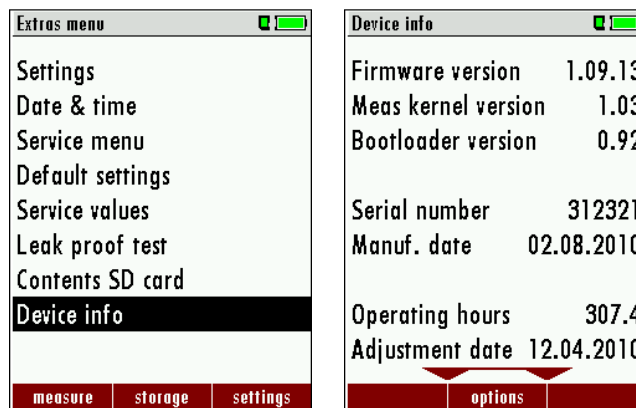 Extras menu
Settings
Date & time
Service menu
Default settings
Service values
Leak proof test
Contents SD card
Device info
measure storage settings
Device info
Firmware version 1.09.13
Meas kernel version 1.03
Bootloader version 0.92
Serial number 312321
Manuf. date 02.08.2010
Operating hours 307.4
Adjustment date 12.04.2010
options